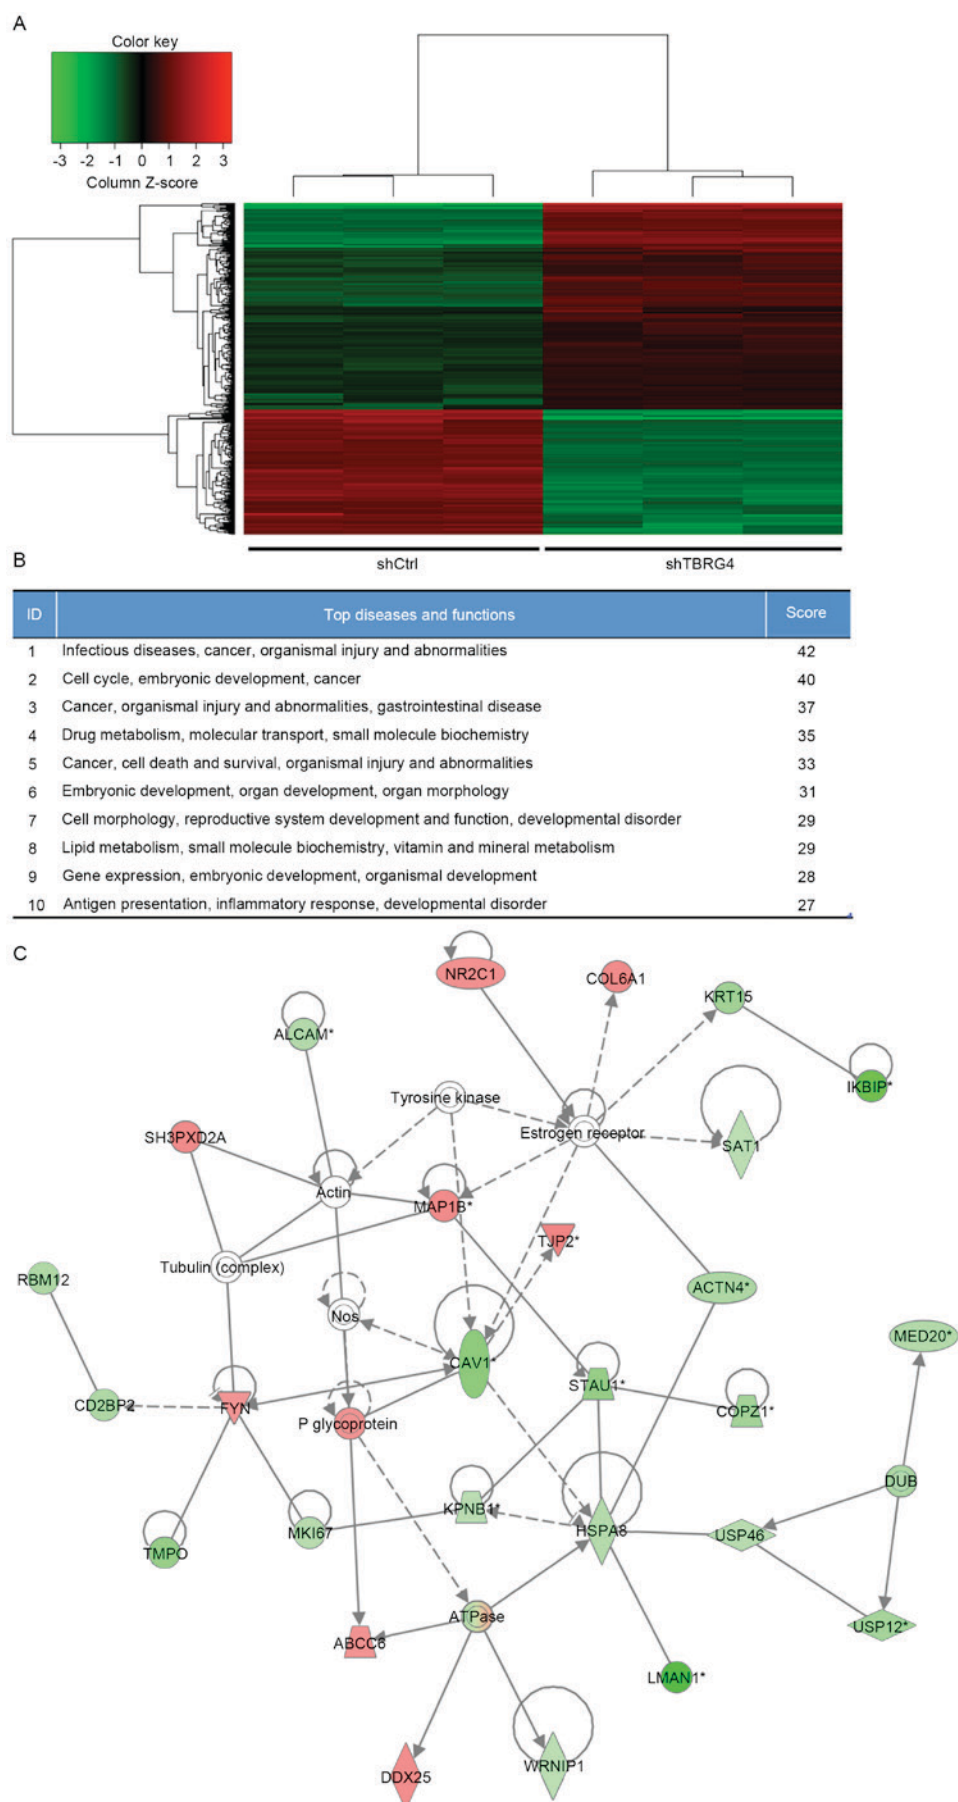 A
Color key
-3 -2 -1 0 1 2 3
Column Z-score
shCtrl shTBRG4
B
ID Top diseases and functions Score
1 Infectious diseases, cancer, organismal injury and abnormalities 42
2 Cell cycle, embryonic development, cancer 40
3 Cancer, organismal injury and abnormalities, gastrointestinal disease 37
4 Drug metabolism, molecular transport, small molecule biochemistry 35
5 Cancer, cell death and survival, organismal injury and abnormalities 33
6 Embryonic development, organ development, organ morphology 31
7 Cell morphology, reproductive system development and function, developmental disorder 29
8 Lipid metabolism, small molecule biochemistry, vitamin and mineral metabolism 29
9 Gene expression, embryonic development, organismal development 28
10 Antigen presentation, inflammatory response, developmental disorder 27
C
NR2C1
COL6A1
KRT15
ALCAM*
IKBIP*
Tyrosine kinase
Estrogen receptor
SH3PXD2A
SAT1
Actin
MAP1B*
TJP2*
Tubulin (complex)
RBM12
ACTN4*
Nos
MED20*
CAV1*
STAU1*
CD2BP2
FYN
COPZ1*
P glycoprotein
DUB
KPNB1*
MKI67
HSPA8
USP46
TMPO
ATPase
USP12*
ABCC6
LMAN1*
WRNIP1
DDX25